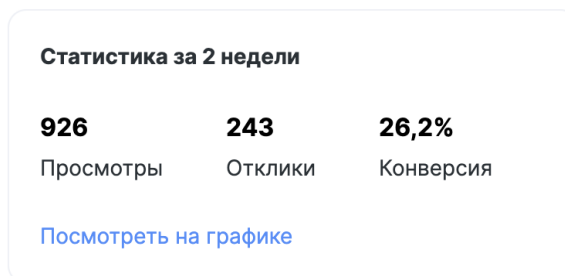 Статистика за 2 недели
926 243 26,2%
Просмотры Отклики Конверсия
Посмотреть на графике